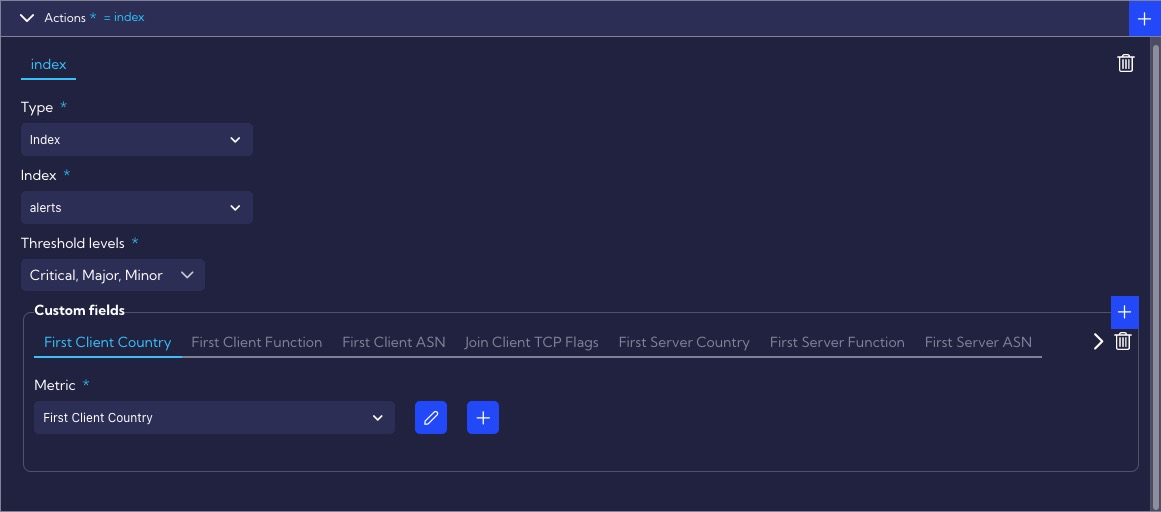 Actions * = index
index
Type *
Index
Index *
alerts
Threshold levels *
Critical, Major, Minor
Custom fields
First Client Country First Client Function First Client ASN Join Client TCP Flags First Server Country First Server Function First Server ASN
Metric *
First Client Country